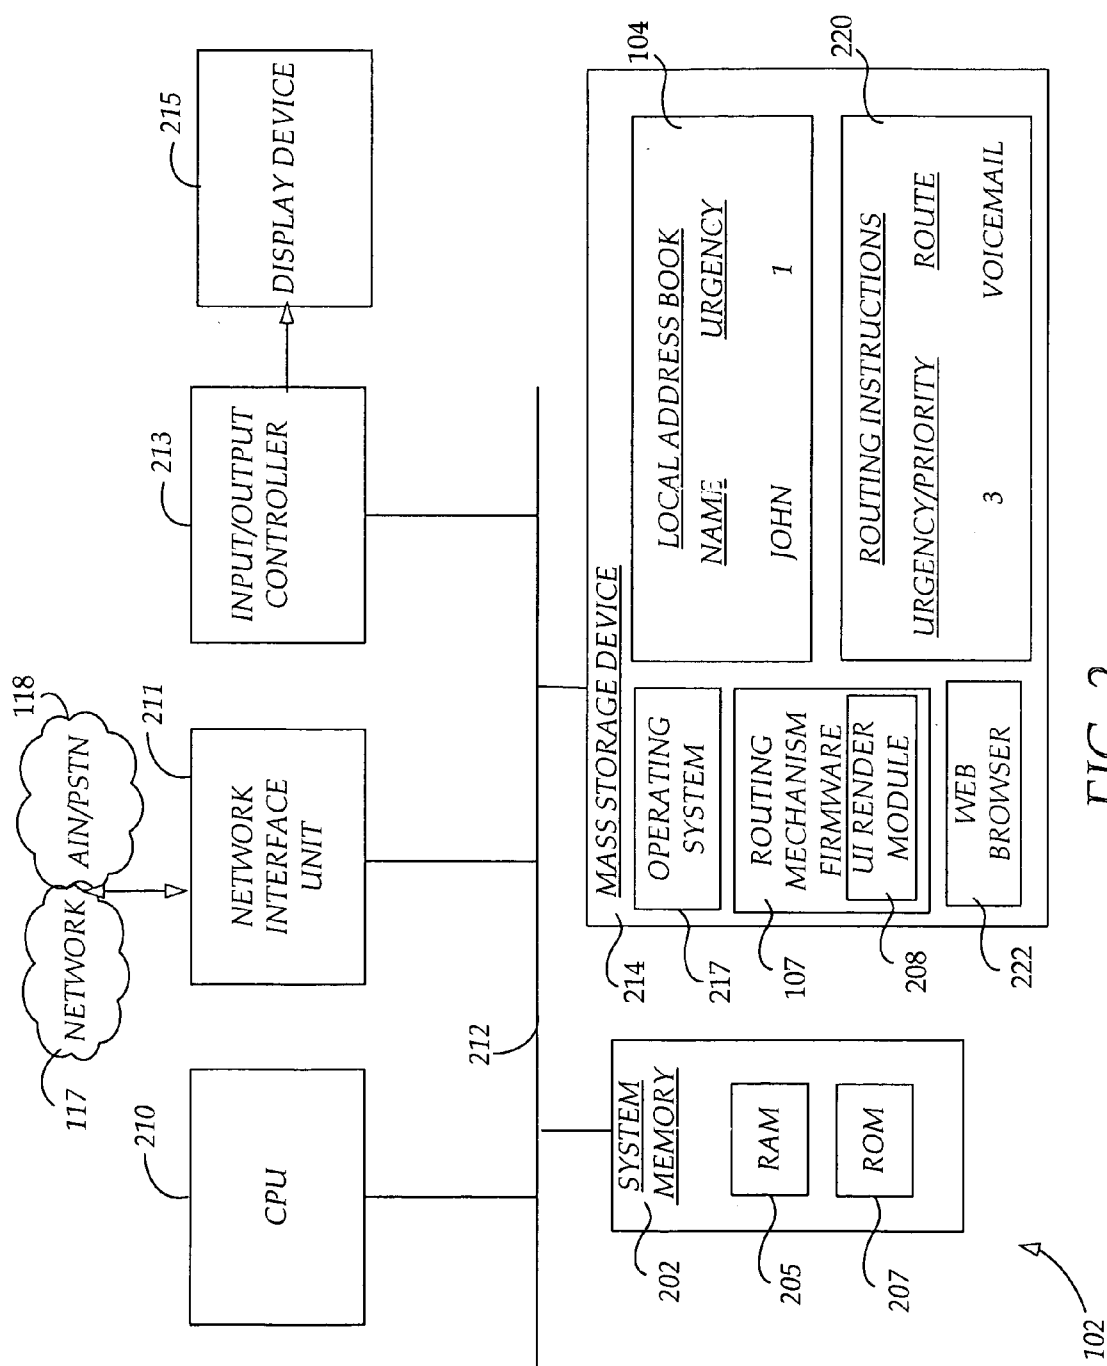 117
NETWORK
AIN/PSTN
118
210
CPU
211
NETWORK
INTERFACE
UNIT
213
INPUT/OUTPUT
CONTROLLER
215
DISPLAY DEVICE
212
202
SYSTEM
MEMORY
205
RAM
207
ROM
102
214
MASS STORAGE DEVICE
217
OPERATING
SYSTEM
107
ROUTING
MECHANISM
FIRMWARE
208
UI RENDER
MODULE
222
WEB
BROWSER
104
LOCAL ADDRESS BOOK
NAME URGENCY
JOHN 1
220
ROUTING INSTRUCTIONS
URGENCY/PRIORITY ROUTE
3 VOICEMAIL